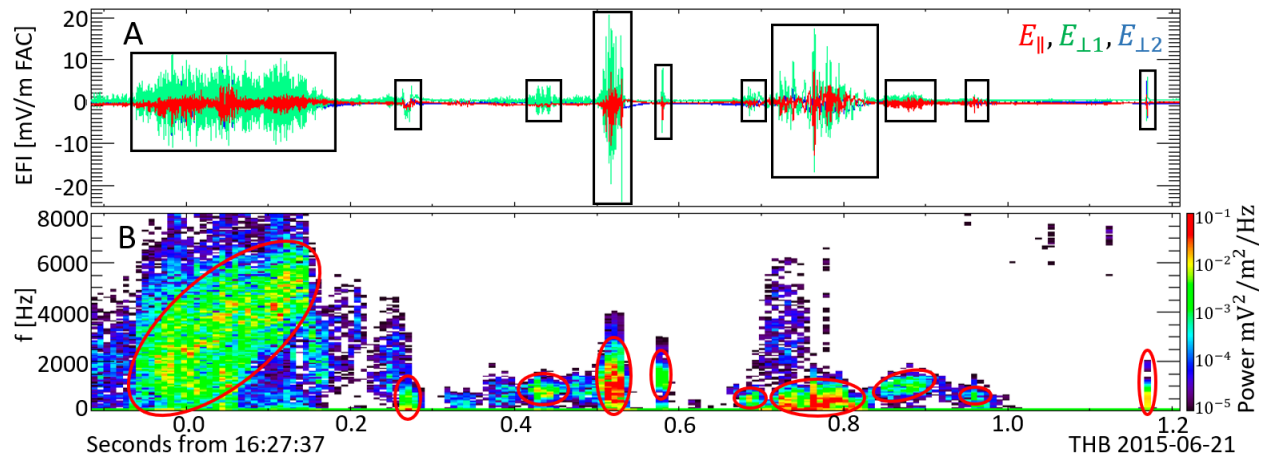 A
E∥, E⊥1, E⊥2
EFI [mV/m FAC]
20
10
0
-10
-20
B
f [Hz]
8000
6000
4000
2000
0
10⁻¹
10⁻²
10⁻³
10⁻⁴
10⁻⁵
Power mV²/m²/Hz
0.0 0.2 0.4 0.6 0.8 1.0 1.2
Seconds from 16:27:37 THB 2015-06-21